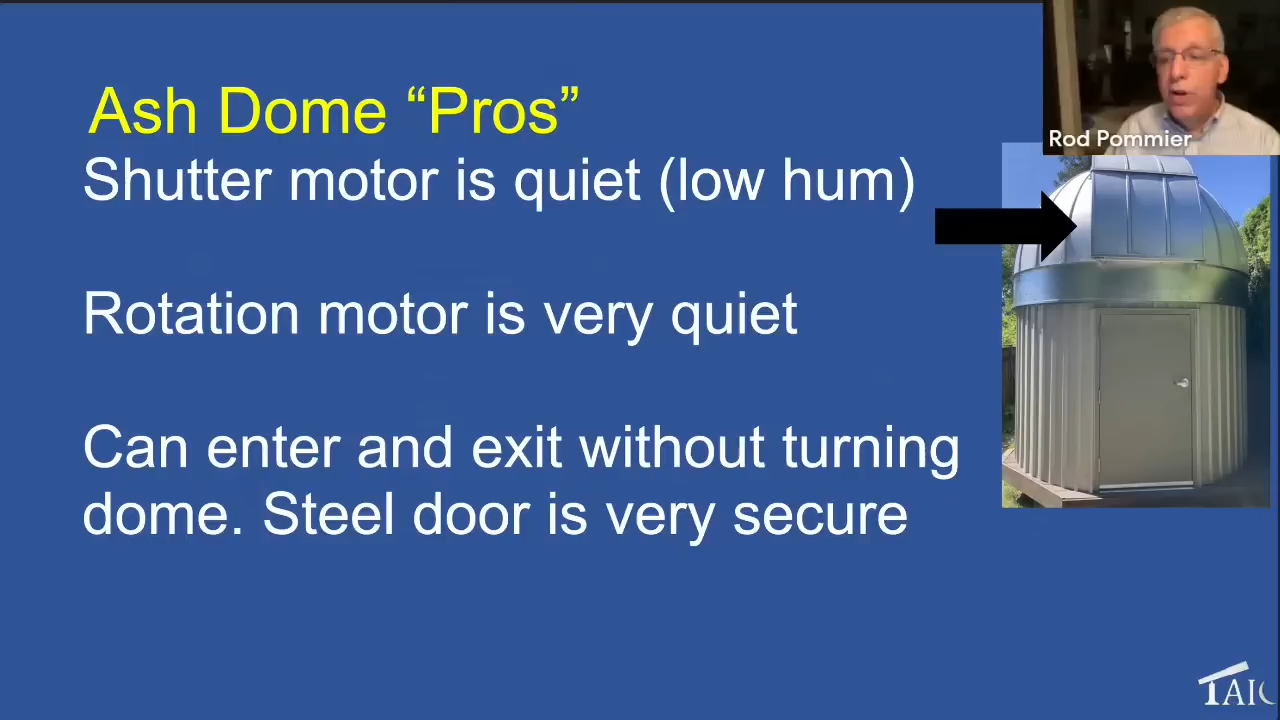 Ash Dome “Pros”
Shutter motor is quiet (low hum)
Rotation motor is very quiet
Can enter and exit without turning
dome. Steel door is very secure
Rod Pommier
TAIC